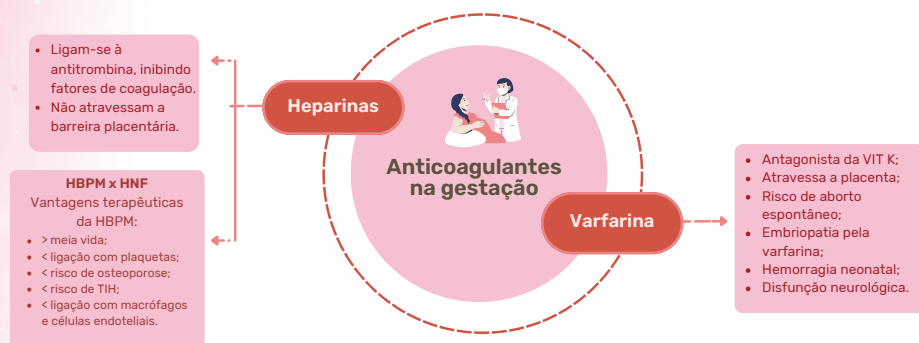 • Ligam-se à
antitrombina, inibindo
fatores de coagulação.
• Não atravessam a
barreira placentária.
Heparinas
HBPM x HNF
Vantagens terapêuticas
da HBPM:
• > meia vida;
• < ligação com plaquetas;
• < risco de osteoporose;
• < risco de TIH;
• < ligação com macrófagos
e células endoteliais.
Anticoagulantes
na gestação
Varfarina
• Antagonista da VIT K;
• Atravessa a placenta;
• Risco de aborto
espontâneo;
• Embriopatia pela
varfarina;
• Hemorragia neonatal;
• Disfunção neurológica.